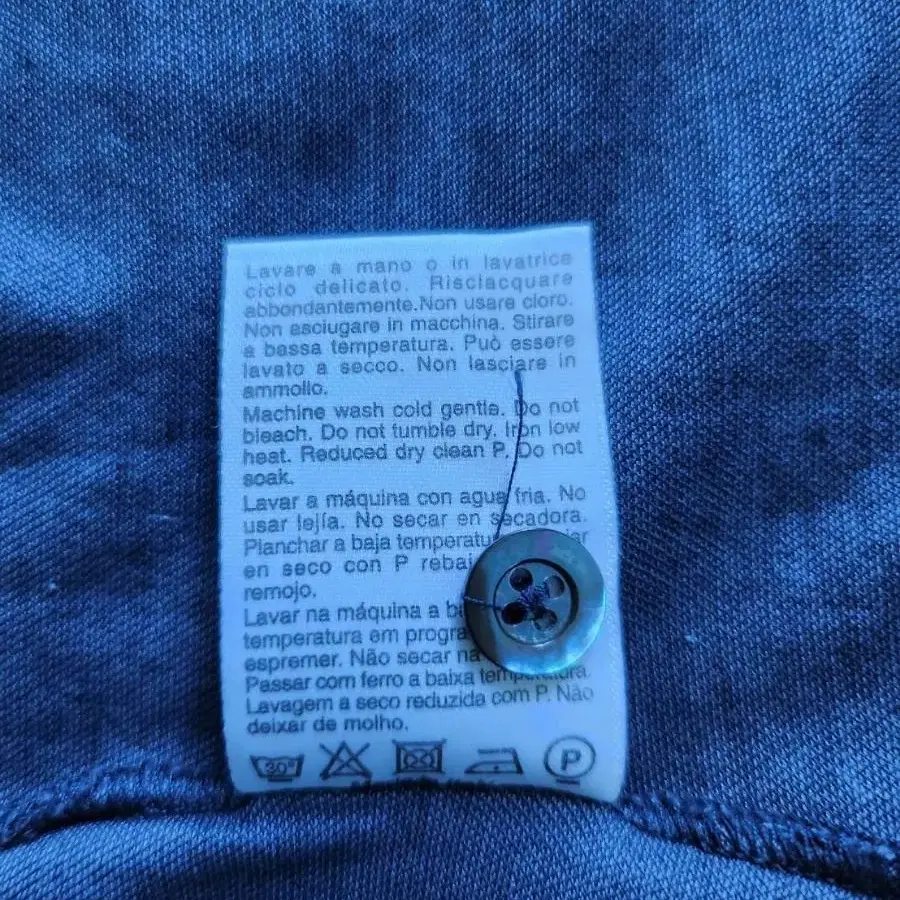 Lavare a mano o in lavatrice
ciclo delicato. Risciacquare
abbondantemente.Non usare cloro.
Non asciugare in macchina. Stirare
a bassa temperatura. Può essere
lavato a secco. Non lasciare in
ammollo.
Machine wash cold gentle. Do not
bleach. Do not tumble dry. Iron low
heat. Reduced dry clean P. Do not
soak.
Lavar a máquina con agua fria. No
usar lejía. No secar en secadora.
Planchar a baja
en seco con P
remojo.
Lavar na máquina a
temperatura em
espremer. Não secar na
Passar com ferro a baixa temperatura.
Lavagem a seco reduzida com P. Não
deixar de molho.
30° P